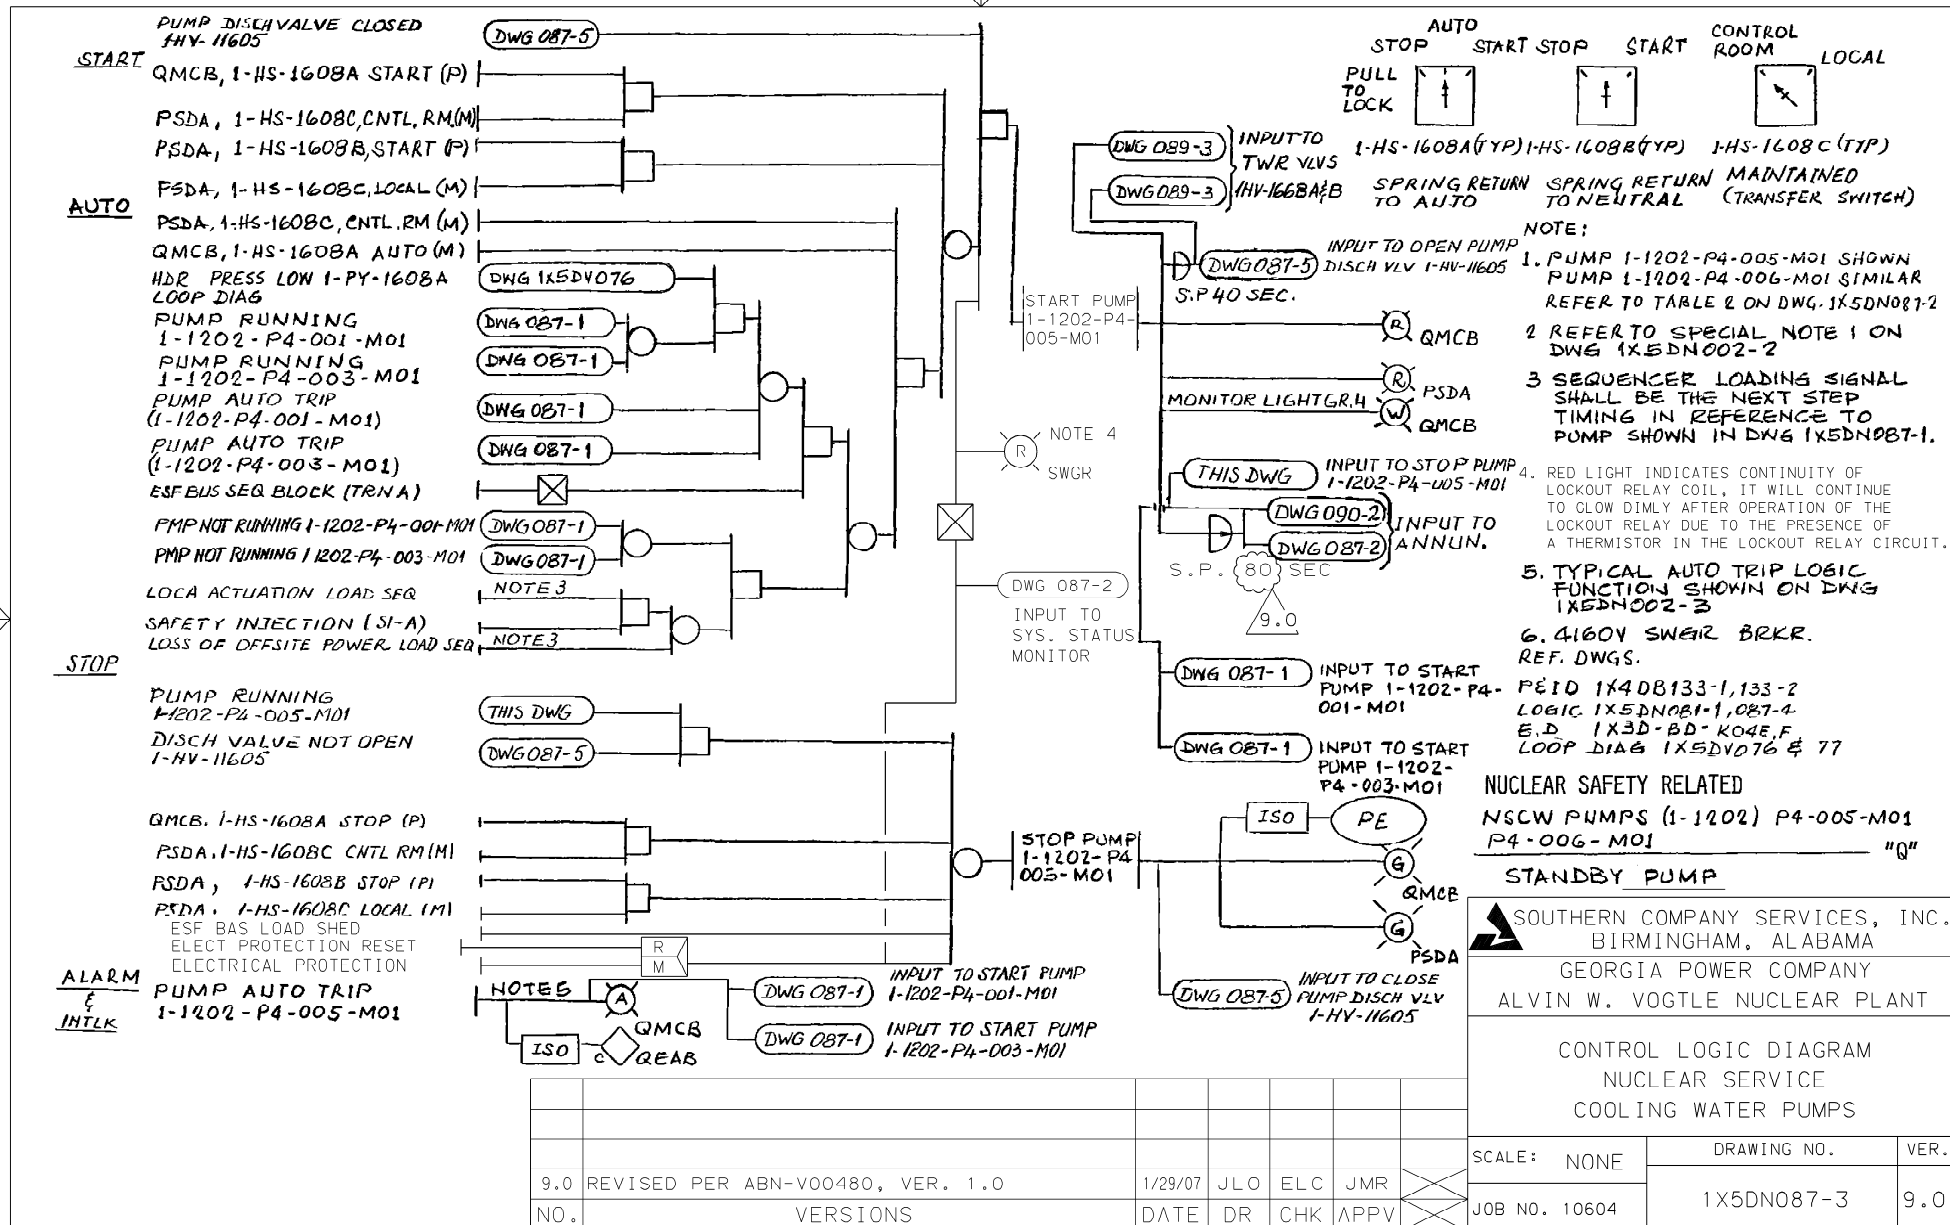 PUMP DISCH VALVE CLOSED
1-HV-11605
DWG 087-5
START
QMCB, 1-HS-1608A START (P)
PSDA, 1-HS-1608C, CNTL. RM.(M)
PSDA, 1-HS-1608B, START (P)
PSDA, 1-HS-1608C, LOCAL (M)
AUTO
PSDA, 1-HS-1608C, CNTL. RM (M)
QMCB, 1-HS-1608A AUTO (M)
HDR PRESS LOW 1-PY-1608A
LOOP DIAG
DWG 1X5DV076
PUMP RUNNING
1-1202-P4-001-M01
DWG 087-1
PUMP RUNNING
1-1202-P4-003-M01
DWG 087-1
PUMP AUTO TRIP
(1-1202-P4-001-M01)
DWG 087-1
PUMP AUTO TRIP
(1-1202-P4-003-M01)
DWG 087-1
ESF BUS SEQ BLOCK (TRN A)
PMP NOT RUNNING 1-1202-P4-001-M01
DWG 087-1
PMP NOT RUNNING 1 1202-P4-003-M01
DWG 087-1
LOCA ACTUATION LOAD SEQ
NOTE 3
SAFETY INJECTION (SI-A)
LOSS OF OFFSITE POWER LOAD SEQ
NOTE 3
STOP
PUMP RUNNING
1-1202-P4-005-M01
THIS DWG
DISCH VALVE NOT OPEN
1-HV-11605
DWG 087-5
QMCB. 1-HS-1608A STOP (P)
PSDA. 1-HS-1608C CNTL RM (M)
PSDA, 1-HS-1608B STOP (P)
PSDA. 1-HS-1608C LOCAL (M)
ESF BAS LOAD SHED
ELECT PROTECTION RESET
ELECTRICAL PROTECTION
R
M
ALARM
&
INTLK
PUMP AUTO TRIP
1-1202-P4-005-M01
NOTE 5
A
QMCB
ISO
C
QEAB
DWG 087-1
INPUT TO START PUMP
1-1202-P4-001-M01
DWG 087-1
INPUT TO START PUMP
1-1202-P4-003-M01
START PUMP
1-1202-P4-
005-M01
R
NOTE 4
SWGR
DWG 087-2
INPUT TO
SYS. STATUS
MONITOR
STOP PUMP
1-1202-P4
005-M01
DWG 089-3
DWG 089-3
INPUT TO
TWR VLVS
1HV-1668A&B
DWG 087-5
INPUT TO OPEN PUMP
DISCH VLV 1-HV-11605
S.P 40 SEC.
R
QMCB
R
PSDA
MONITOR LIGHT GR.4
W
QMCB
THIS DWG
INPUT TO STOP PUMP
1-1202-P4-005-M01
DWG 090-2
DWG 087-2
INPUT TO
ANNUN.
S.P. 80 SEC
9.0
DWG 087-1
INPUT TO START
PUMP 1-1202-P4-
001-M01
DWG 087-1
INPUT TO START
PUMP 1-1202-
P4-003-M01
ISO
PE
G
QMCB
G
PSDA
DWG 087-5
INPUT TO CLOSE
PUMP DISCH VLV
1-HV-11605
AUTO
STOP START
PULL
TO
LOCK
1-HS-1608A (TYP)
SPRING RETURN
TO AUTO
STOP START
1-HS-1608B (TYP)
SPRING RETURN
TO NEUTRAL
CONTROL
ROOM
LOCAL
1-HS-1608C (TYP)
MAINTAINED
(TRANSFER SWITCH)
NOTE:
1. PUMP 1-1202-P4-005-M01 SHOWN
PUMP 1-1202-P4-006-M01 SIMILAR
REFER TO TABLE 2 ON DWG. 1X5DN087-2
2 REFER TO SPECIAL NOTE 1 ON
DWG 1X5DN002-2
3 SEQUENCER LOADING SIGNAL
SHALL BE THE NEXT STEP
TIMING IN REFERENCE TO
PUMP SHOWN IN DWG 1X5DN087-1.
4. RED LIGHT INDICATES CONTINUITY OF
LOCKOUT RELAY COIL, IT WILL CONTINUE
TO CLOW DIMLY AFTER OPERATION OF THE
LOCKOUT RELAY DUE TO THE PRESENCE OF
A THERMISTOR IN THE LOCKOUT RELAY CIRCUIT.
5. TYPICAL AUTO TRIP LOGIC
FUNCTION SHOWN ON DWG
1X5DN002-3
6. 4160V SWGR BRKR.
REF. DWGS.
P&ID 1X4DB133-1, 133-2
LOGIC 1X5DN087-1, 087-4
E.D 1X3D-BD-K04E,F
LOOP DIAG 1X5DV076 & 77
NUCLEAR SAFETY RELATED
NSCW PUMPS (1-1202) P4-005-M01
P4-006-M01
"Q"
STANDBY PUMP
SOUTHERN COMPANY SERVICES, INC.
BIRMINGHAM, ALABAMA
GEORGIA POWER COMPANY
ALVIN W. VOGTLE NUCLEAR PLANT
CONTROL LOGIC DIAGRAM
NUCLEAR SERVICE
COOLING WATER PUMPS
SCALE: NONE
JOB NO. 10604
DRAWING NO.
1X5DN087-3
VER.
9.0
9.0 REVISED PER ABN-V00480, VER. 1.0 1/29/07 JLO ELC JMR
NO. VERSIONS DATE DR CHK APPV